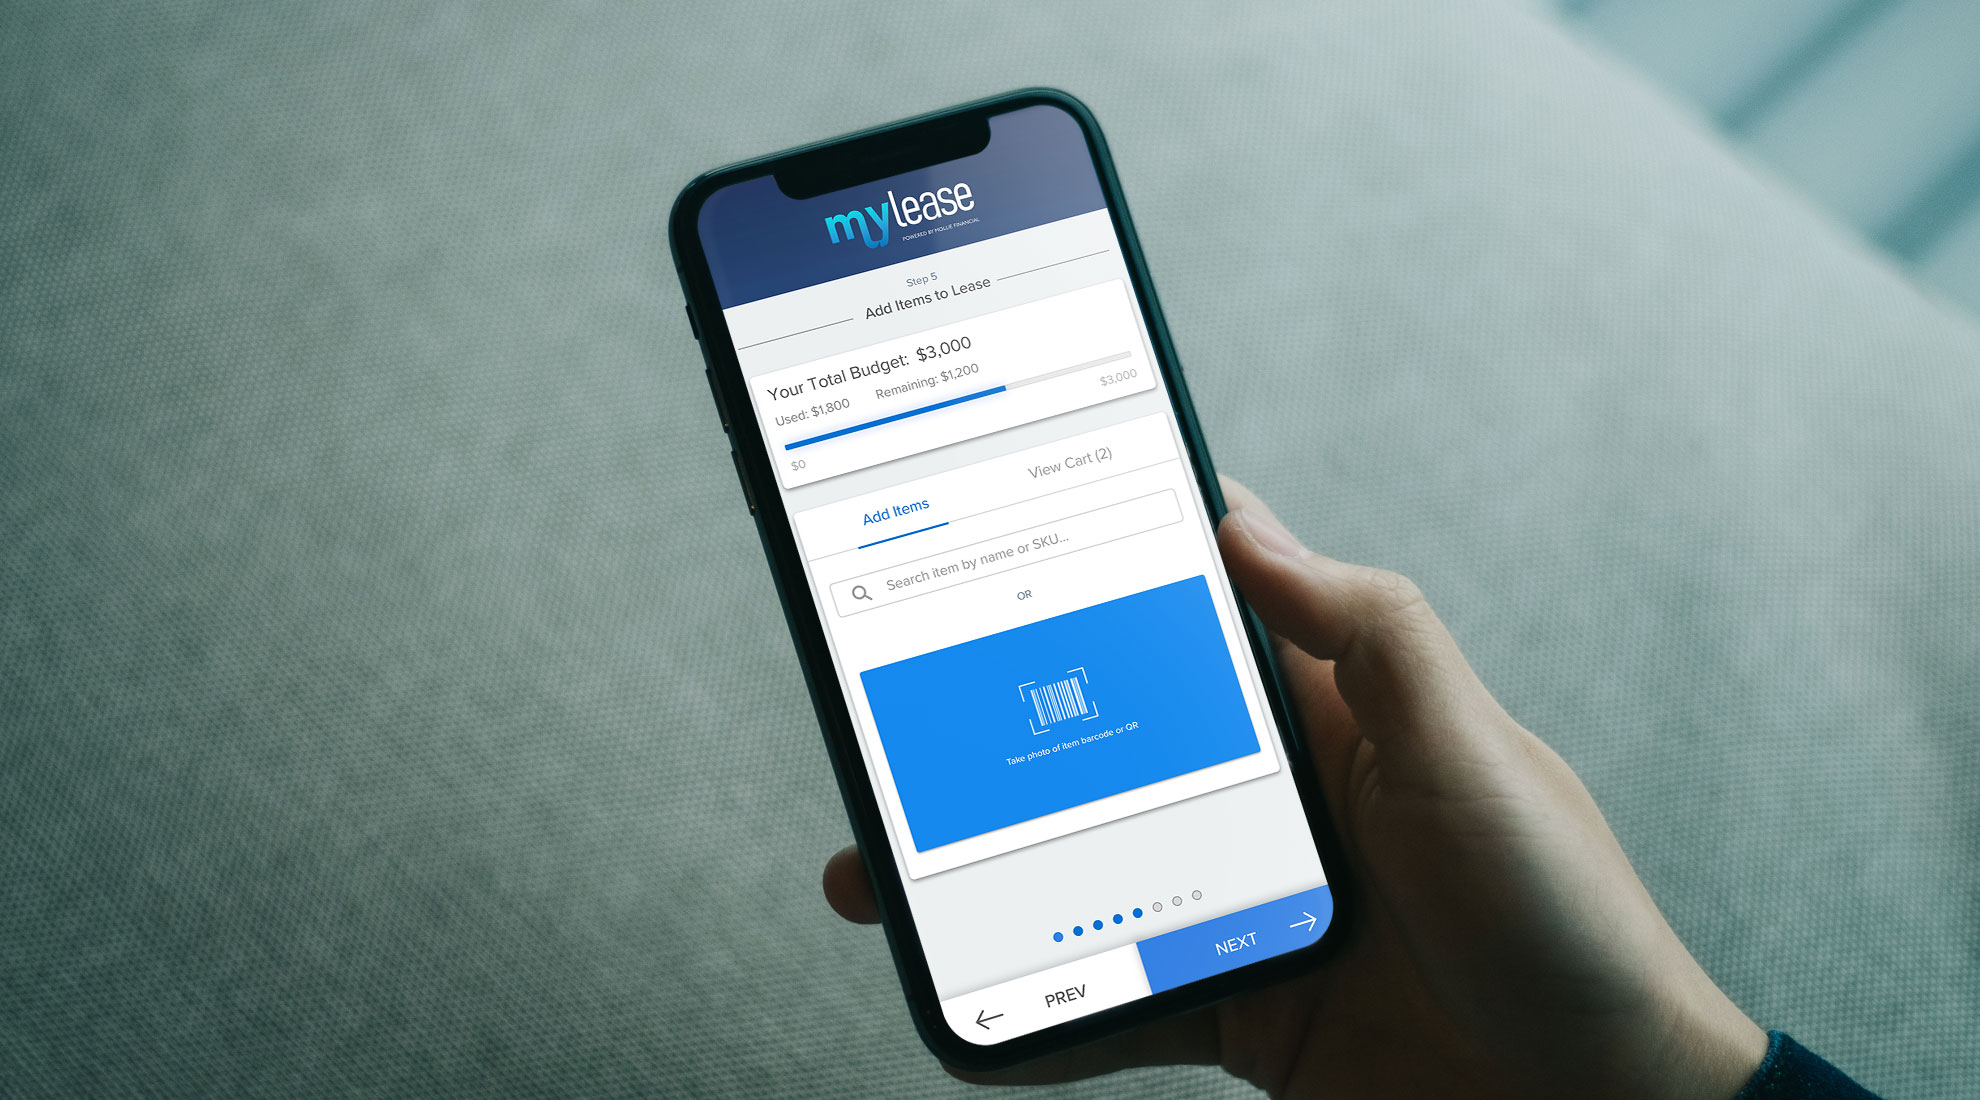 mylease
POWERED BY MOLLIE FINANCIAL
Step 5
Add Items to Lease
Your Total Budget: $3,000
Used: $1,800 Remaining: $1,200
$0 $3,000
Add Items View Cart (2)
Search item by name or SKU...
OR
Take photo of item barcode or QR
PREV NEXT